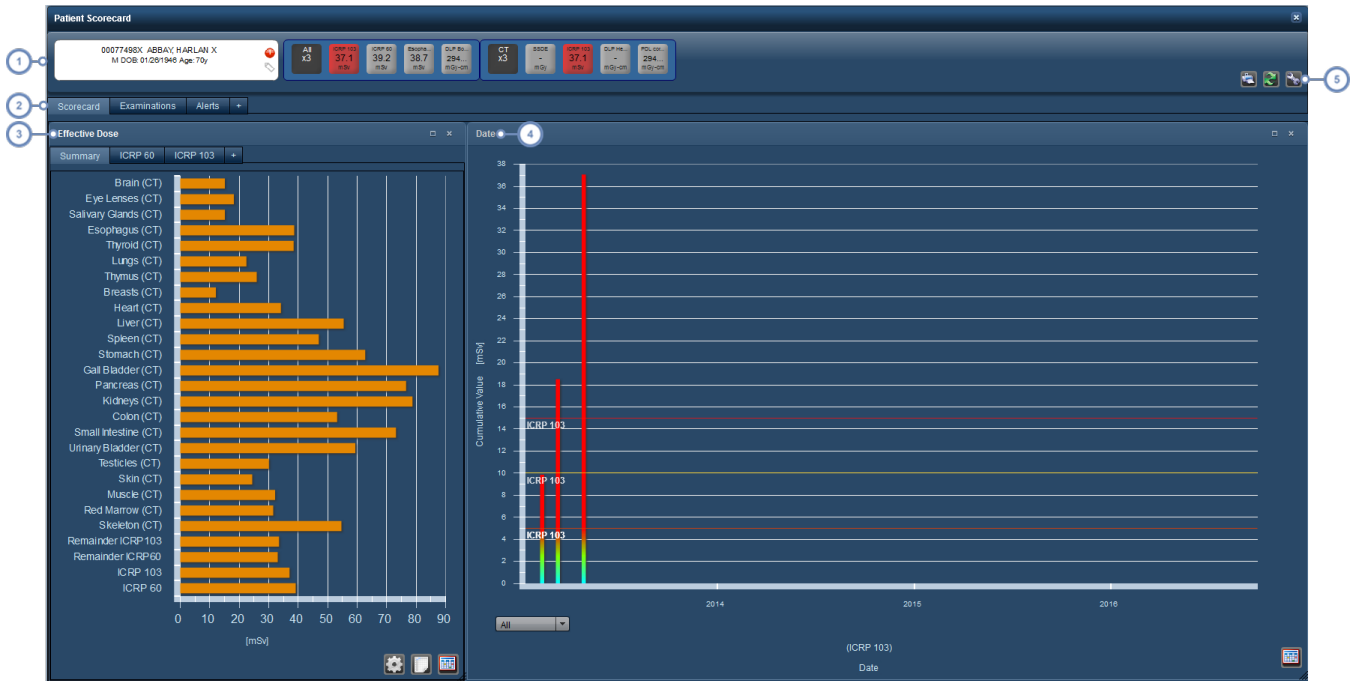 Patient Scorecard
1
00077498X ABBAY, HARLAN X
M DOB: 01/26/1946 Age: 70y
All
x3
ICRP 103
37.1
mSv
ICRP 60
39.2
mSv
Esopha...
38.7
mSv
DLP Bo...
294...
mGy-cm
CT
x3
SSDE
-
mGy
ICRP 103
37.1
mSv
DLP He...
-
mGy-cm
PDL cor...
294...
mGy-cm
5
2
Scorecard Examinations Alerts +
3
Effective Dose
Summary ICRP 60 ICRP 103 +
Brain (CT)
Eye Lenses (CT)
Salivary Glands (CT)
Esophagus (CT)
Thyroid (CT)
Lungs (CT)
Thymus (CT)
Breasts (CT)
Heart (CT)
Liver (CT)
Spleen (CT)
Stomach (CT)
Gall Bladder (CT)
Pancreas (CT)
Kidneys (CT)
Colon (CT)
Small Intestine (CT)
Urinary Bladder (CT)
Testicles (CT)
Skin (CT)
Muscle (CT)
Red Marrow (CT)
Skeleton (CT)
Remainder ICRP103
Remainder ICRP60
ICRP 103
ICRP 60
0 10 20 30 40 50 60 70 80 90
[mSv]
Date
4
38
36
34
32
30
28
26
24
22
20
18
16
14
12
10
8
6
4
2
0
Cumulative Value [mSv]
ICRP 103
ICRP 103
ICRP 103
2014 2015 2016
All
(ICRP 103)
Date